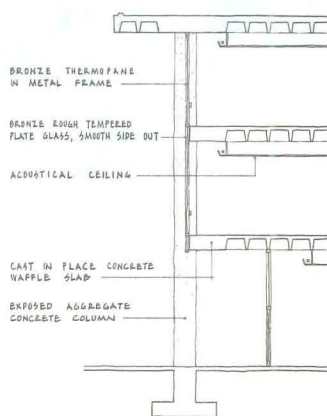 BRONZE THERMOPANE
IN METAL FRAME
BRONZE ROUGH TEMPERED
PLATE GLASS, SMOOTH SIDE OUT
ACOUSTICAL CEILING
CAST IN PLACE CONCRETE
WAFFLE SLAB
EXPOSED AGGREGATE
CONCRETE COLUMN